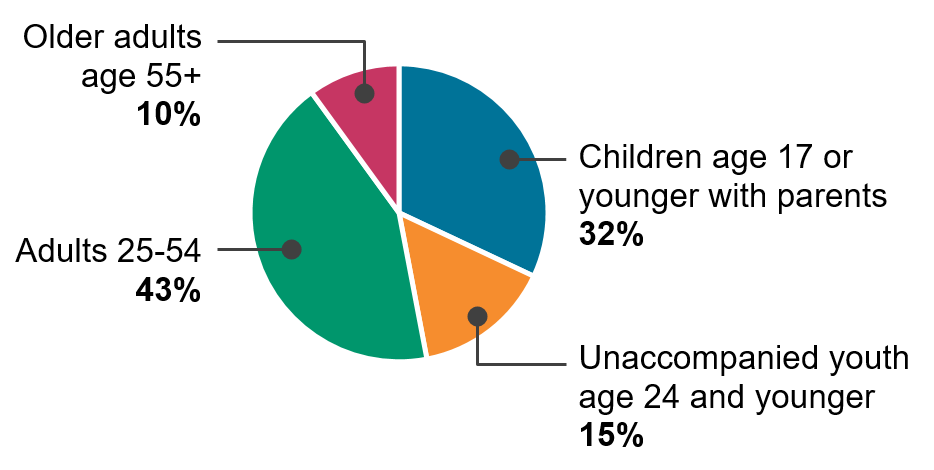 Older adults
age 55+
10%
Children age 17 or
younger with parents
32%
Adults 25-54
43%
Unaccompanied youth
age 24 and younger
15%